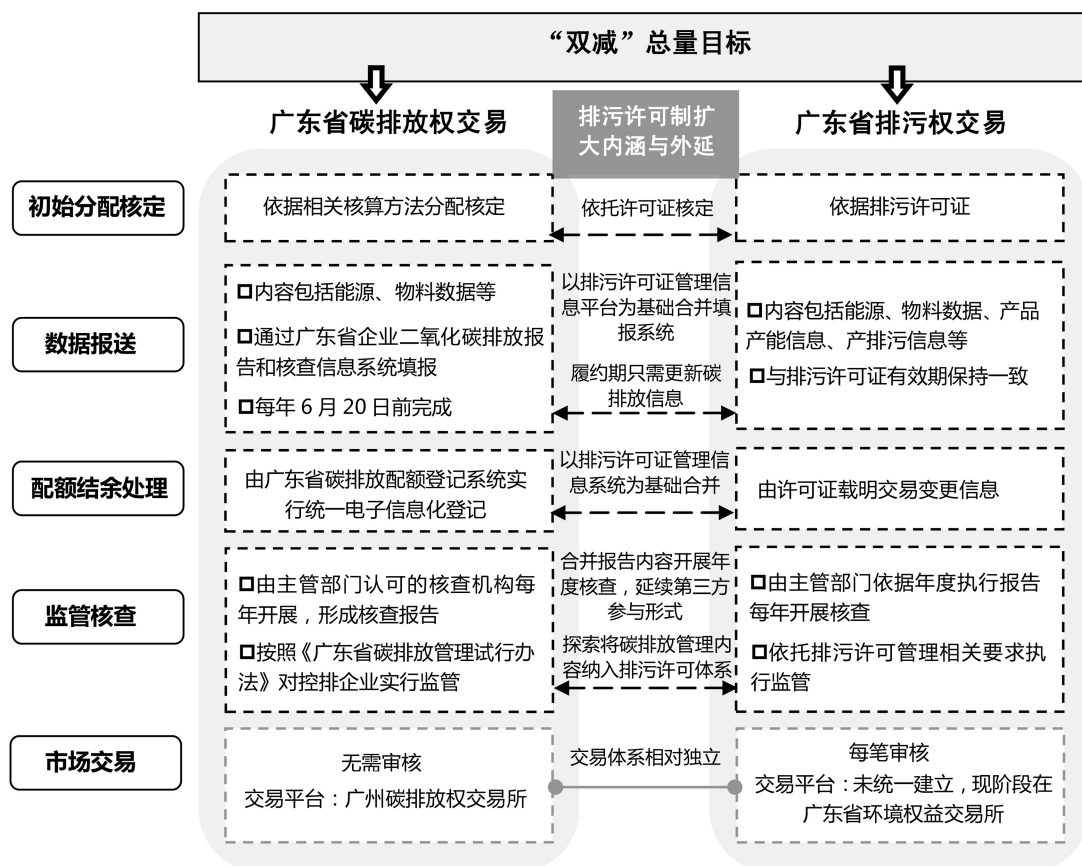 “双减”总量目标
广东省碳排放权交易
排污许可制扩
大内涵与外延
广东省排污权交易
初始分配核定
依据相关核算方法分配核定
依托许可证核定
依据排污许可证
数据报送
内容包括能源、物料数据等
通过广东省企业二氧化碳排放报
告和核查信息系统填报
每年 6 月 20 日前完成
以排污许可证管理信
息平台为基础合并填
报系统
履约期只需更新碳
排放信息
内容包括能源、物料数据、产品
产能信息、产排污信息等
与排污许可证有效期保持一致
配额结余处理
由广东省碳排放配额登记系统实
行统一电子信息化登记
以排污许可证管理信
息系统为基础合并
由许可证载明交易变更信息
监管核查
由主管部门认可的核查机构每
年开展，形成核查报告
按照《广东省碳排放管理试行办
法》对控排企业实行监管
合并报告内容开展年
度核查，延续第三方
参与形式
探索将碳排放管理内
容纳入排污许可体系
由主管部门依据年度执行报告
每年开展核查
依托排污许可管理相关要求执
行监管
市场交易
无需审核
交易平台：广州碳排放权交易所
交易体系相对独立
每笔审核
交易平台：未统一建立，现阶段在
广东省环境权益交易所